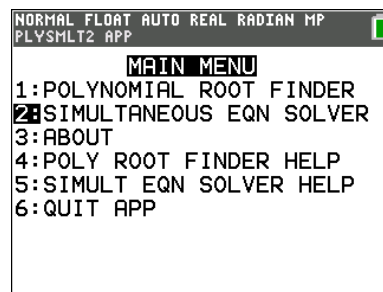 NORMAL FLOAT AUTO REAL RADIAN MP
PLYSMLT2 APP
MAIN MENU
1:POLYNOMIAL ROOT FINDER
2:SIMULTANEOUS EQN SOLVER
3:ABOUT
4:POLY ROOT FINDER HELP
5:SIMULT EQN SOLVER HELP
6:QUIT APP